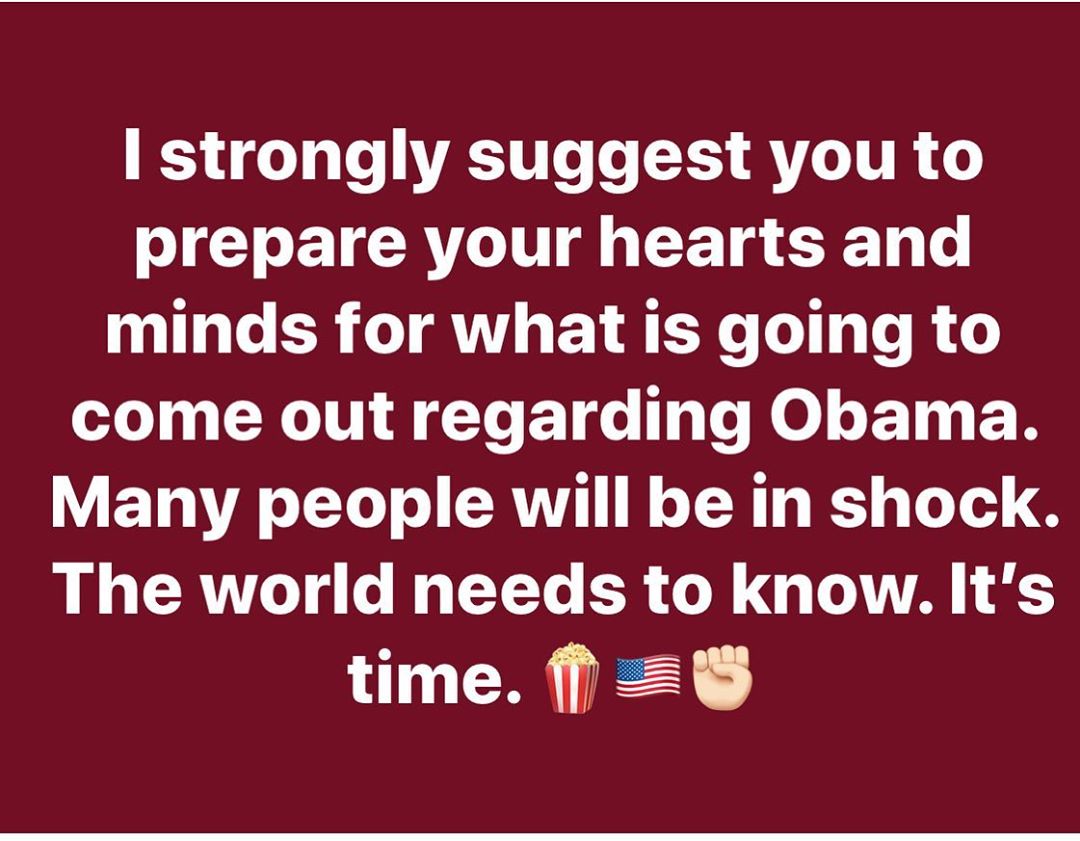 I strongly suggest you to
prepare your hearts and
minds for what is going to
come out regarding Obama.
Many people will be in shock.
The world needs to know. It’s
time. 🍿🇺🇸✊🏻